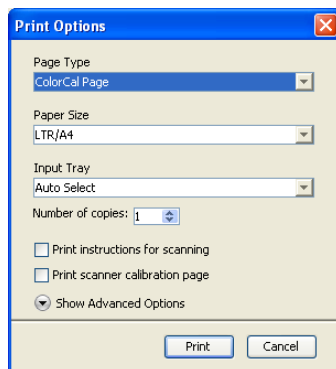 Print Options
Page Type
ColorCal Page
Paper Size
LTR/A4
Input Tray
Auto Select
Number of copies: 1
Print instructions for scanning
Print scanner calibration page
Show Advanced Options
Print Cancel